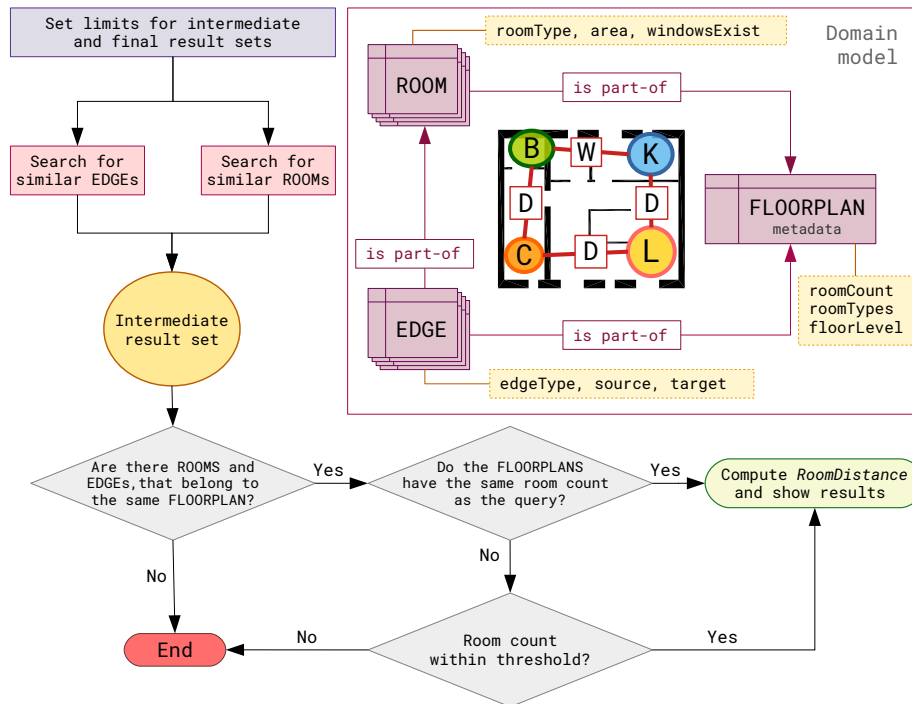 Set limits for intermediate
and final result sets
Search for
similar EDGEs
Search for
similar ROOMs
Intermediate
result set
Are there ROOMS and
EDGEs,that belong to
the same FLOORPLAN?
Yes
No
Do the FLOORPLANS
have the same room count
as the query?
Yes
No
Compute RoomDistance
and show results
Room count
within threshold?
No
Yes
End
Domain
model
roomType, area, windowsExist
ROOM
is part-of
B
W
K
D
D
C
D
L
FLOORPLAN
metadata
is part-of
roomCount
roomTypes
floorLevel
EDGE
is part-of
edgeType, source, target